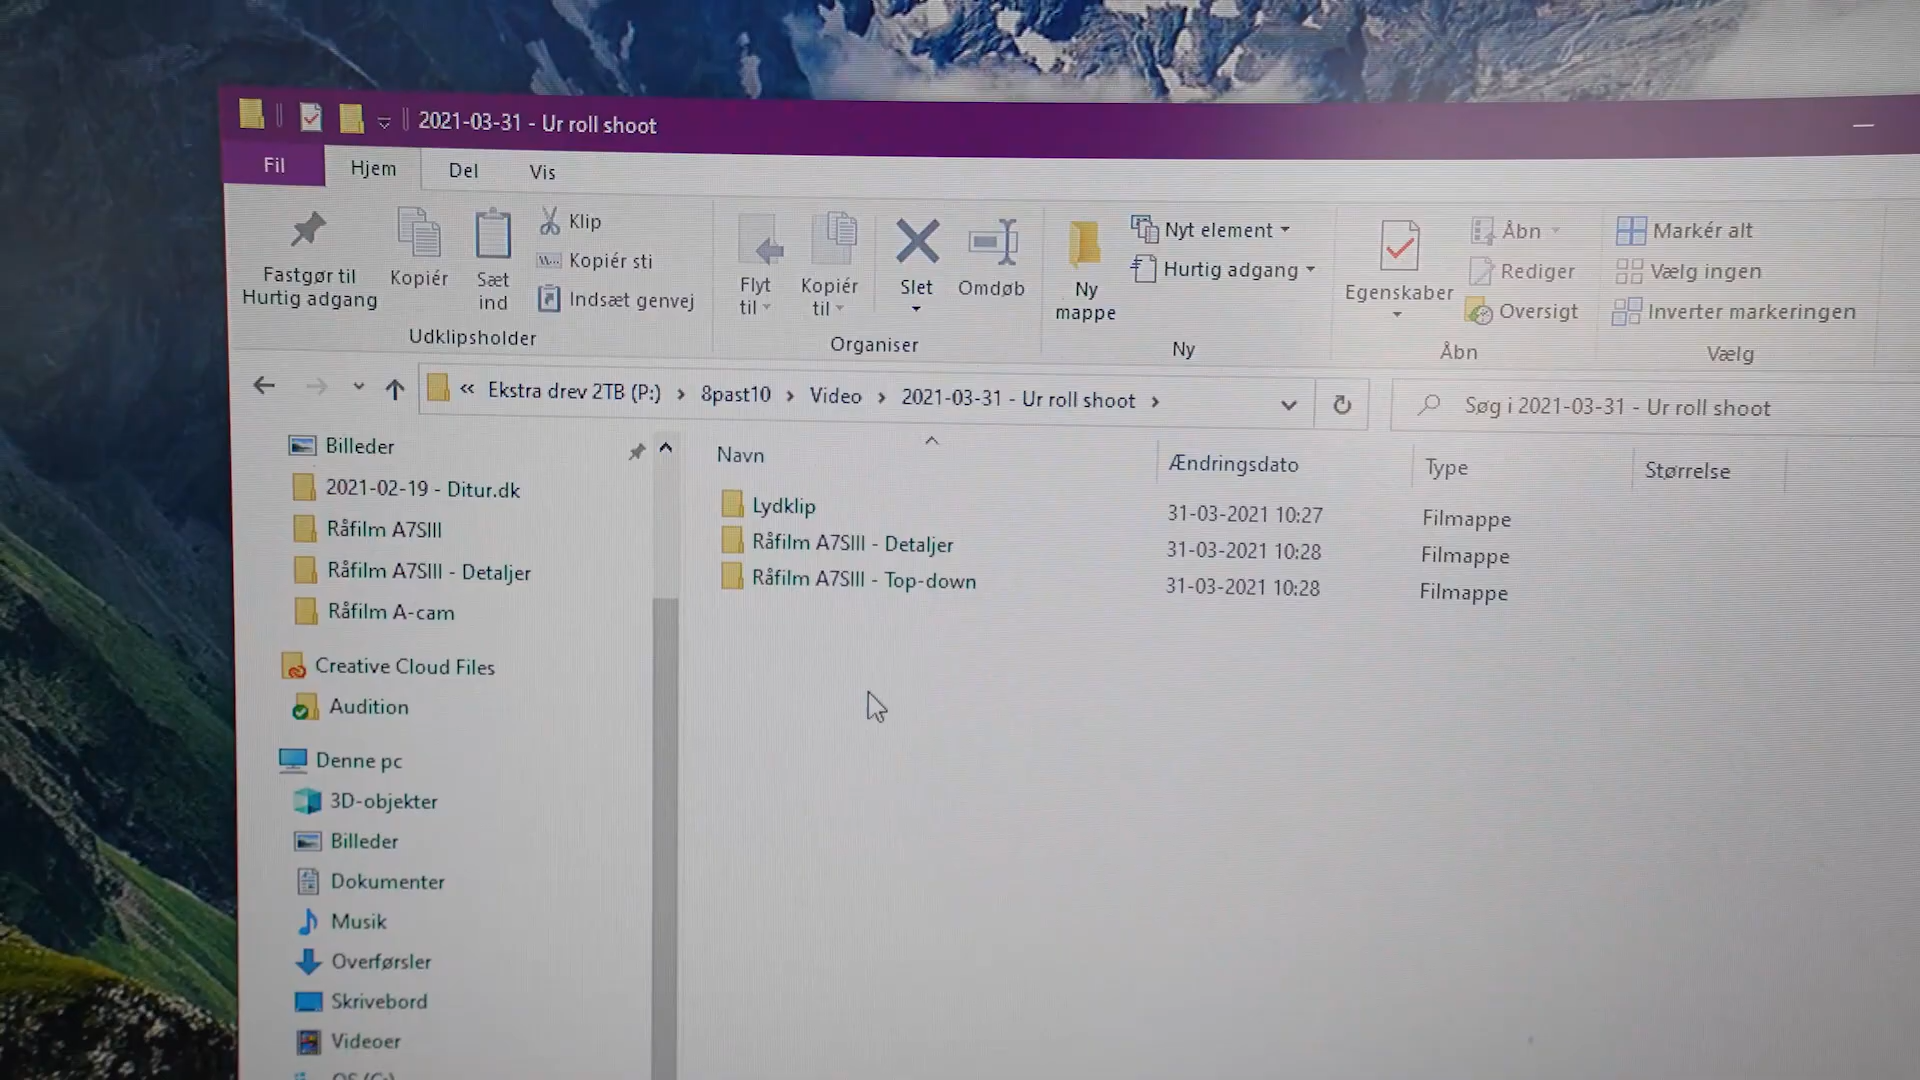 2021-03-31 - Ur roll shoot
Fil Hjem Del Vis
Fastgør til Hurtig adgang
Kopiér
Sæt ind
Klip
Kopiér sti
Indsæt genvej
Udklipsholder
Flyt til
Kopiér til
Slet
Omdøb
Organiser
Ny mappe
Nyt element
Hurtig adgang
Ny
Egenskaber
Åbn
Rediger
Oversigt
Åbn
Markér alt
Vælg ingen
Inverter markeringen
Vælg
« Ekstra drev 2TB (P:) › 8past10 › Video › 2021-03-31 - Ur roll shoot ›
Søg i 2021-03-31 - Ur roll shoot
Billeder
2021-02-19 - Ditur.dk
Råfilm A7SIII
Råfilm A7SIII - Detaljer
Råfilm A-cam
Creative Cloud Files
Audition
Denne pc
3D-objekter
Billeder
Dokumenter
Musik
Overførsler
Skrivebord
Videoer
Navn Ændringsdato Type Størrelse
Lydklip 31-03-2021 10:27 Filmappe
Råfilm A7SIII - Detaljer 31-03-2021 10:28 Filmappe
Råfilm A7SIII - Top-down 31-03-2021 10:28 Filmappe